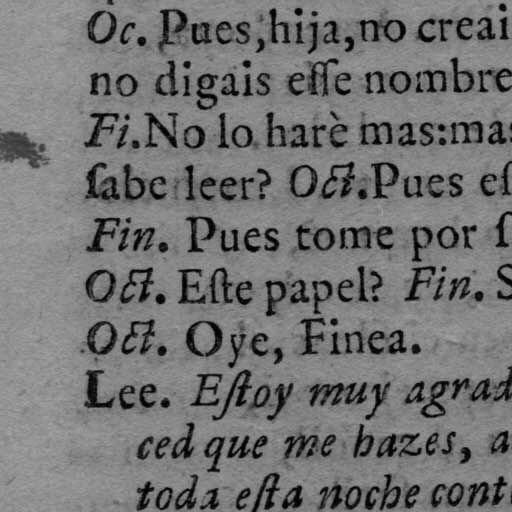 Oc. Pues, hija, no creai
no digais eſſe nombre
Fi. No lo harè mas: mas
ſabe leer? Oct. Pues eſ
Fin. Pues tome por ſ
Oct. Eſte papel? Fin. S
Oct. Oye, Finea.
Lee. Eſtoy muy agrad
ced que me hazes, a
toda eſta noche cont